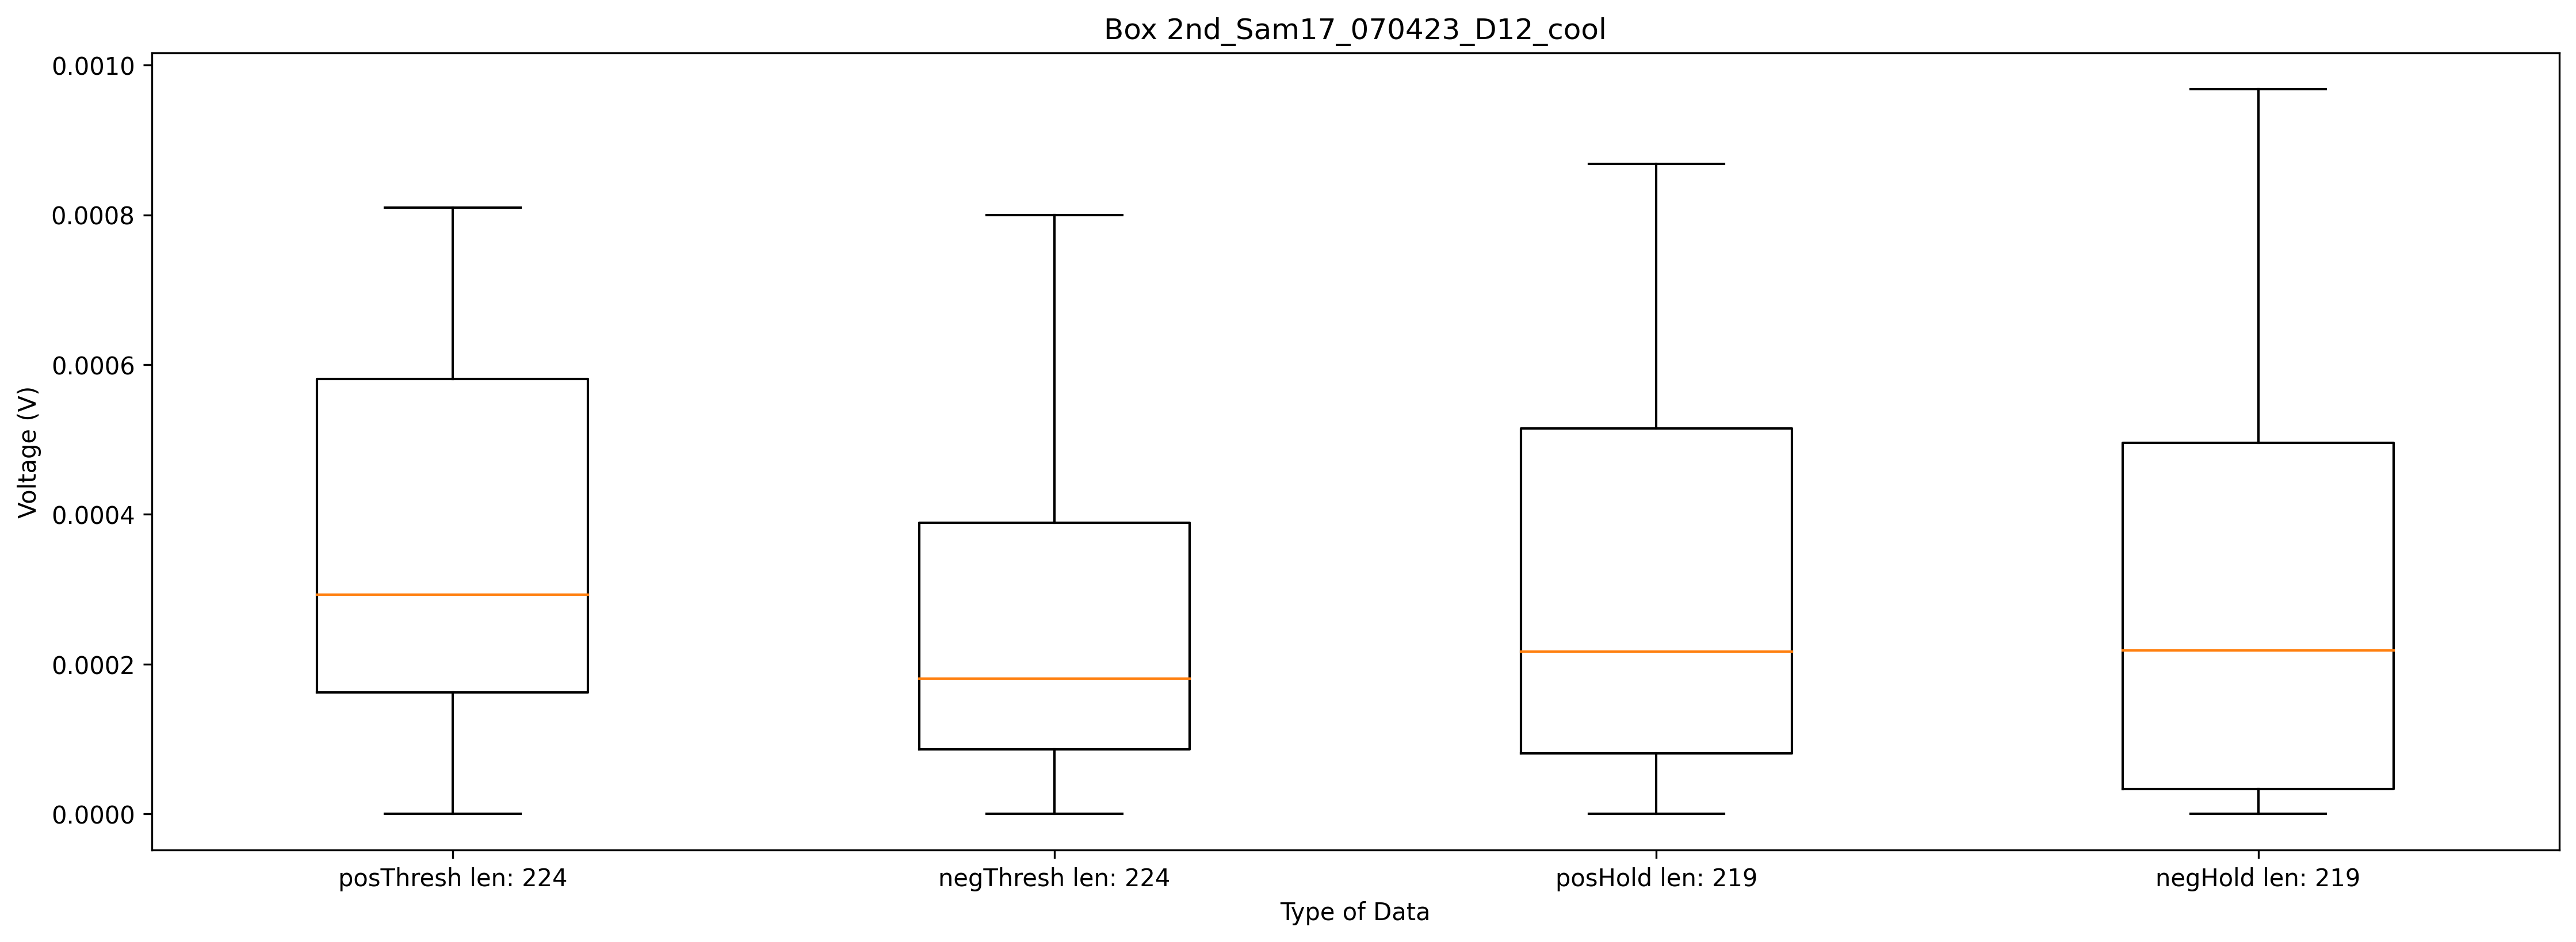 Box 2nd_Sam17_070423_D12_cool
0.0010
0.0008
0.0006
0.0004
0.0002
0.0000
Voltage (V)
posThresh len: 224
negThresh len: 224
posHold len: 219
negHold len: 219
Type of Data